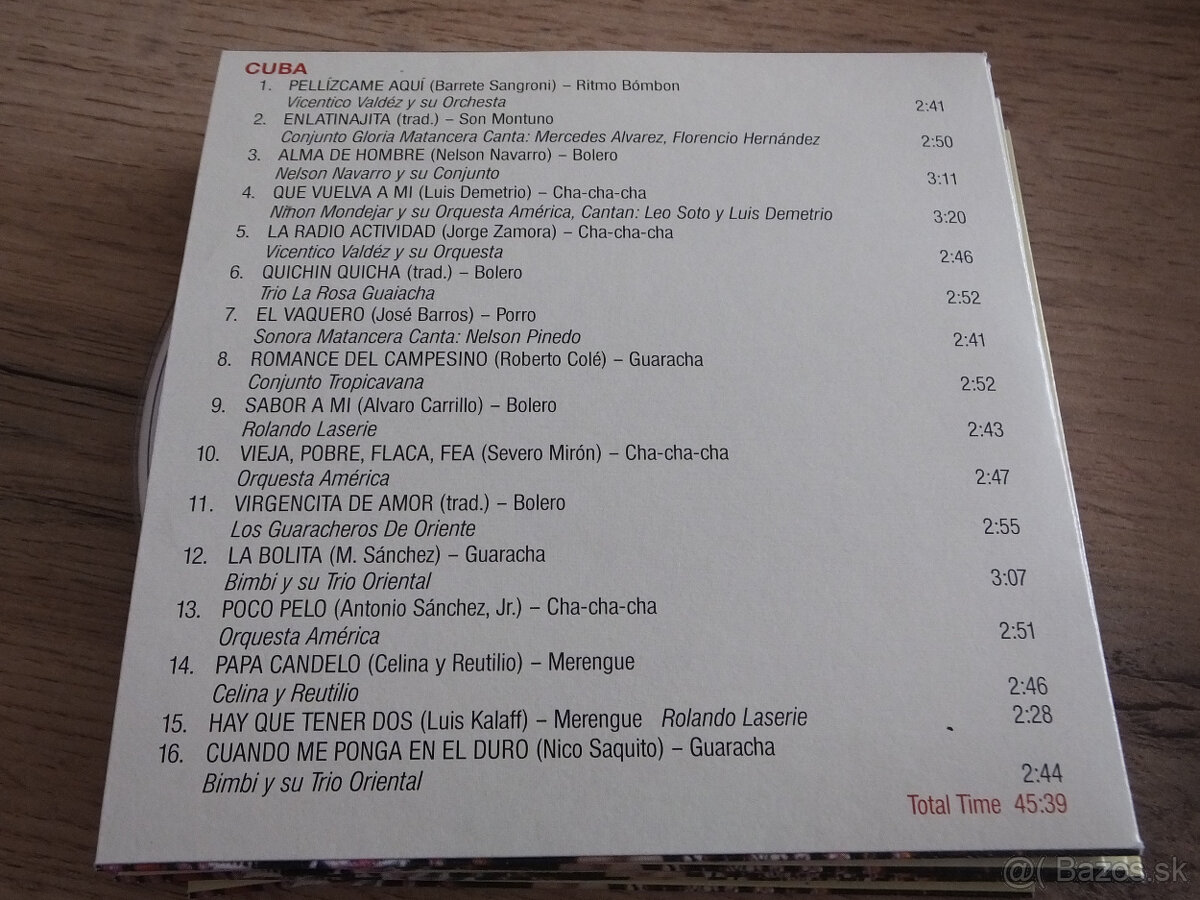 CUBA
1. PELLÍZCAME AQUÍ (Barrete Sangroni) – Ritmo Bómbon
Vicentico Valdéz y su Orchesta 2:41
2. ENLATINAJITA (trad.) – Son Montuno
Conjunto Gloria Matancera Canta: Mercedes Alvarez, Florencio Hernández 2:50
3. ALMA DE HOMBRE (Nelson Navarro) – Bolero
Nelson Navarro y su Conjunto 3:11
4. QUE VUELVA A MI (Luis Demetrio) – Cha-cha-cha
Niñon Mondejar y su Orquesta América, Cantan: Leo Soto y Luis Demetrio 3:20
5. LA RADIO ACTIVIDAD (Jorge Zamora) – Cha-cha-cha
Vicentico Valdéz y su Orquesta 2:46
6. QUICHIN QUICHA (trad.) – Bolero
Trio La Rosa Guaiacha 2:52
7. EL VAQUERO (José Barros) – Porro
Sonora Matancera Canta: Nelson Pinedo 2:41
8. ROMANCE DEL CAMPESINO (Roberto Colé) – Guaracha
Conjunto Tropicavana 2:52
9. SABOR A MI (Alvaro Carrillo) – Bolero
Rolando Laserie 2:43
10. VIEJA, POBRE, FLACA, FEA (Severo Mirón) – Cha-cha-cha
Orquesta América 2:47
11. VIRGENCITA DE AMOR (trad.) – Bolero
Los Guaracheros De Oriente 2:55
12. LA BOLITA (M. Sánchez) – Guaracha
Bimbi y su Trio Oriental 3:07
13. POCO PELO (Antonio Sánchez, Jr.) – Cha-cha-cha
Orquesta América 2:51
14. PAPA CANDELO (Celina y Reutilio) – Merengue
Celina y Reutilio 2:46
15. HAY QUE TENER DOS (Luis Kalaff) – Merengue Rolando Laserie 2:28
16. CUANDO ME PONGA EN EL DURO (Nico Saquito) – Guaracha
Bimbi y su Trio Oriental 2:44
Total Time 45:39
@( Bazos.sk